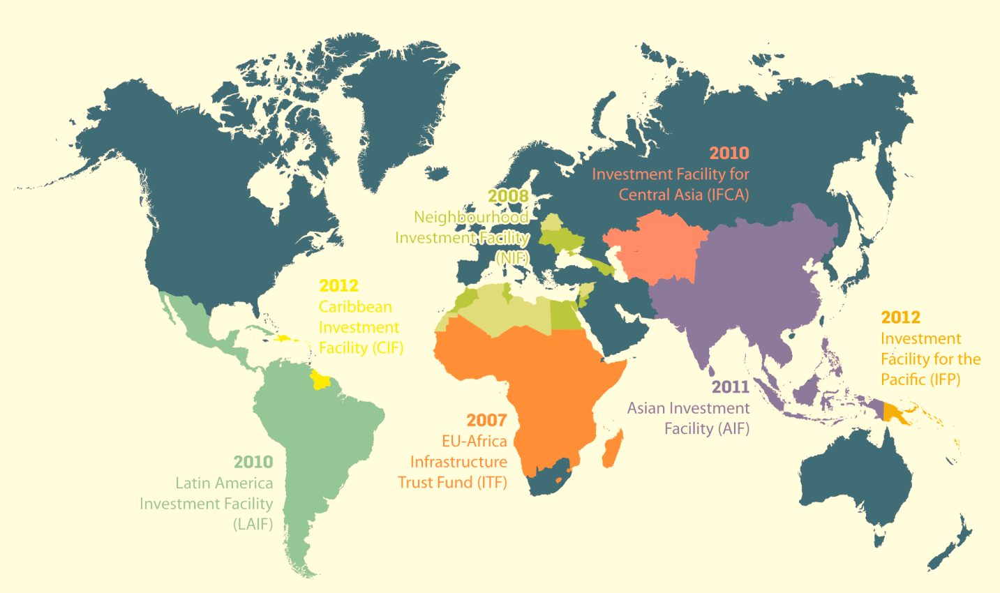 2010
Investment Facility for
Central Asia (IFCA)
2008
Neighbourhood
Investment Facility
(NIF)
2012
Caribbean
Investment
Facility (CIF)
2012
Investment
Facility for the
Pacific (IFP)
2011
Asian Investment
Facility (AIF)
2007
EU-Africa
Infrastructure
Trust Fund (ITF)
2010
Latin America
Investment Facility
(LAIF)